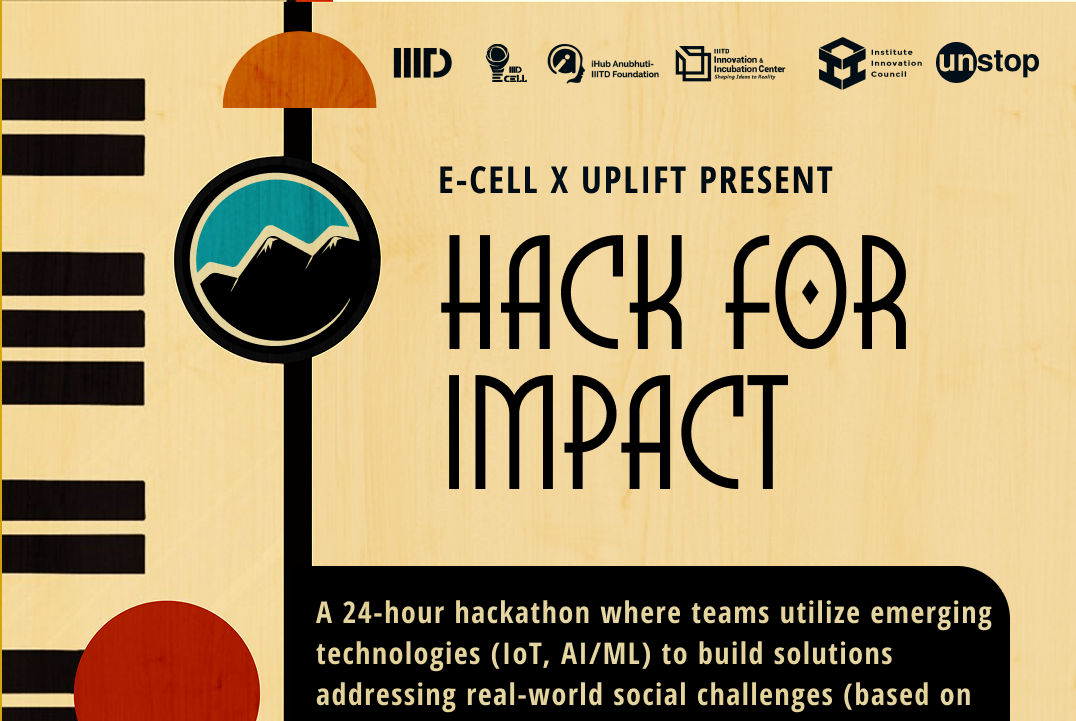 IIITD
IIID
CELL
iHub Anubhuti-
IIITD Foundation
IIITD
Innovation &
Incubation Center
Shaping Ideas to Reality
Institute
Innovation
Council
unstop
E-CELL X UPLIFT PRESENT
HACK FOR
IMPACT
A 24-hour hackathon where teams utilize emerging
technologies (IoT, AI/ML) to build solutions
addressing real-world social challenges (based on